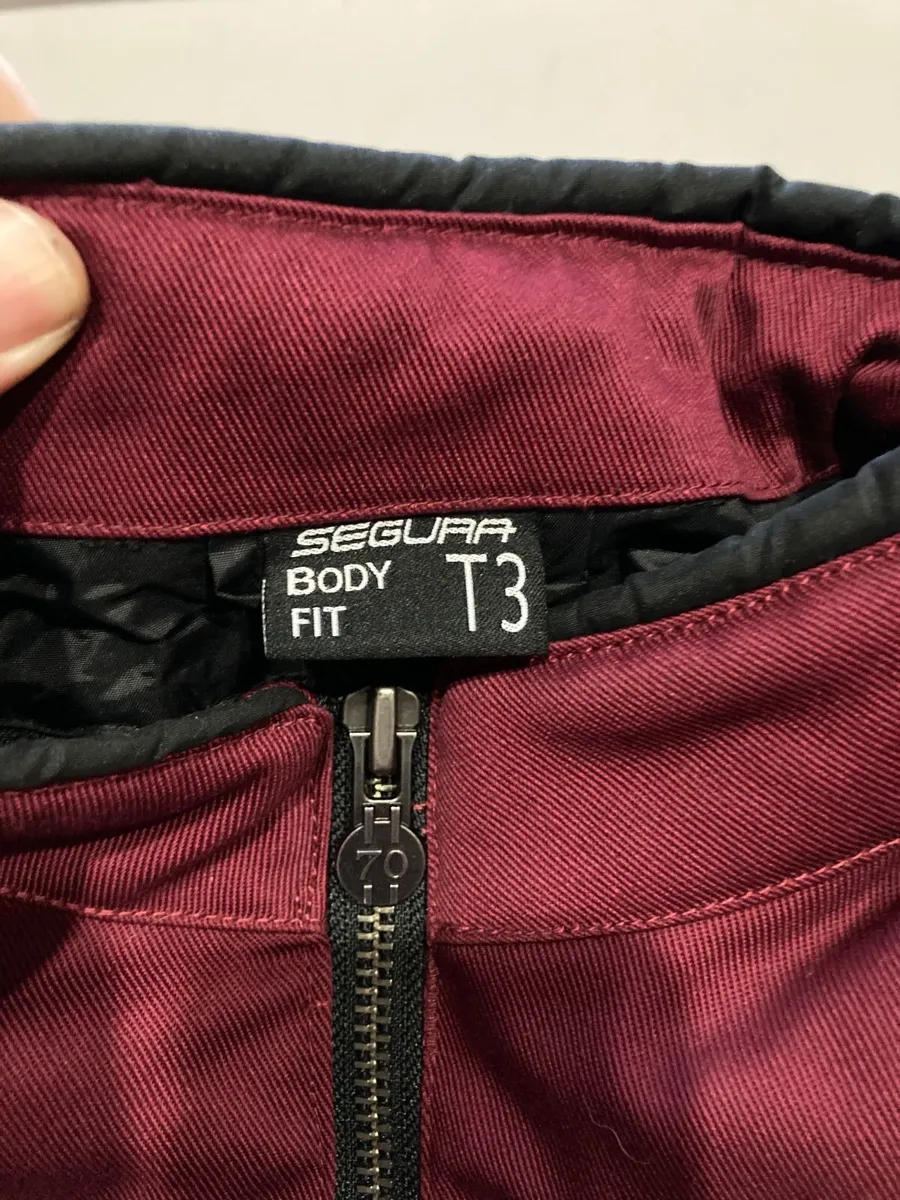 SEGURA
BODY
FIT
T3
70